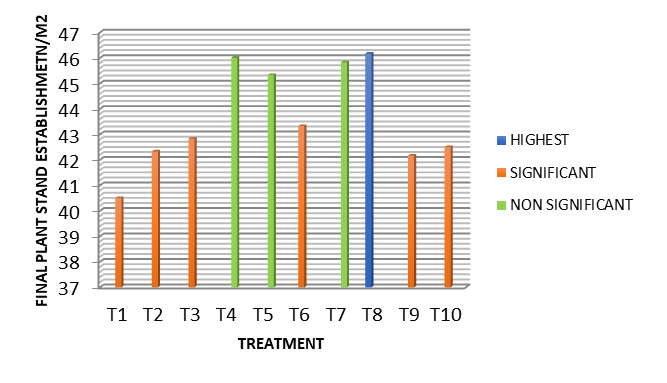 FINAL PLANT STAND ESTABLISHMETN/M2
47
46
45
44
43
42
41
40
39
38
37
T1 T2 T3 T4 T5 T6 T7 T8 T9 T10
TREATMENT
HIGHEST
SIGNIFICANT
NON SIGNIFICANT